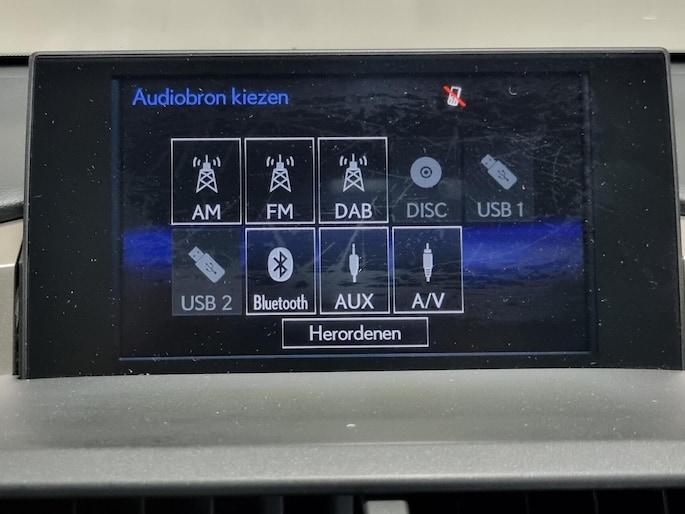 Audiobron kiezen
AM FM DAB DISC USB 1
USB 2 Bluetooth AUX A/V
Herordenen